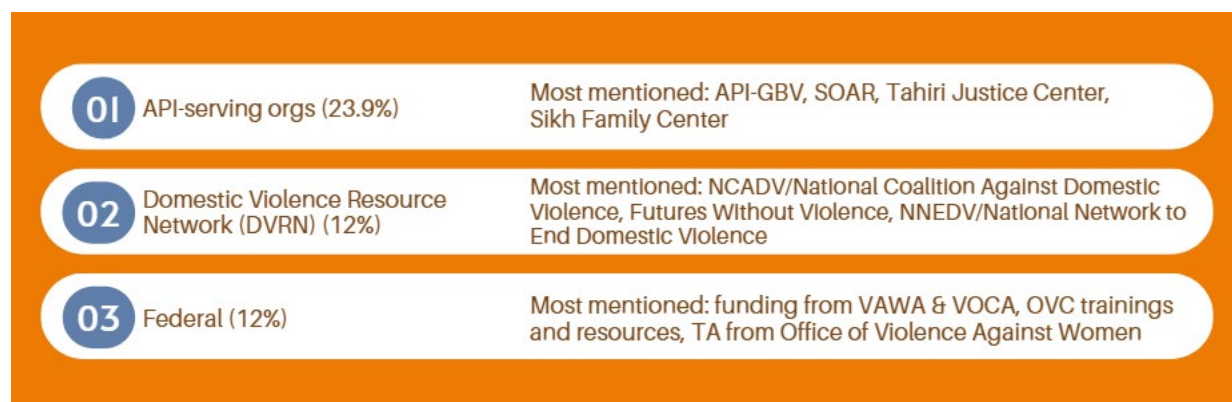 01
API-serving orgs (23.9%)
Most mentioned: API-GBV, SOAR, Tahiri Justice Center,
Sikh Family Center
02
Domestic Violence Resource
Network (DVRN) (12%)
Most mentioned: NCADV/National Coalition Against Domestic
Violence, Futures Without Violence, NNEDV/National Network to
End Domestic Violence
03
Federal (12%)
Most mentioned: funding from VAWA & VOCA, OVC trainings
and resources, TA from Office of Violence Against Women